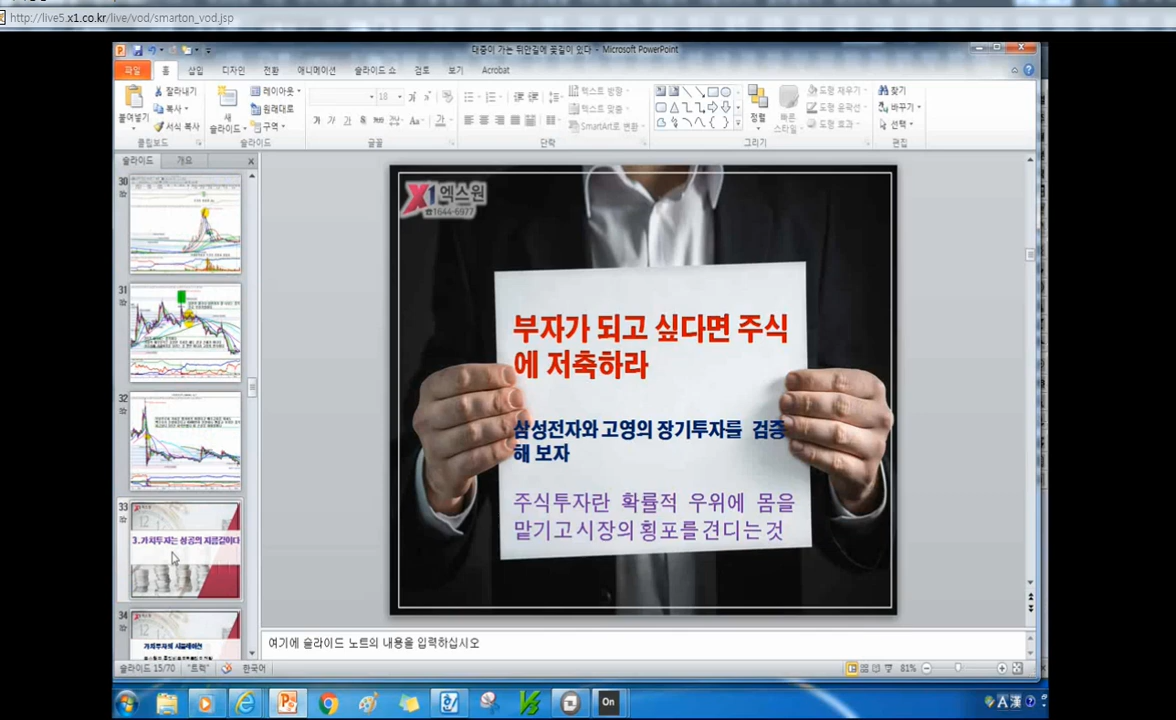 http://live5.x1.co.kr/live/vod/smarton_vod.jsp
대중이 가는 뒤안길에 꽃길이 있다 - Microsoft PowerPoint
파일 홈 삽입 디자인 전환 애니메이션 슬라이드 쇼 검토 보기 Acrobat
잘라내기
복사
서식 복사
붙여넣기
클립보드
새 슬라이드
레이아웃
원래대로
구역
슬라이드
18
글꼴
텍스트 방향
텍스트 맞춤
SmartArt로 변환
단락
정렬
빠른 스타일
도형 채우기
도형 윤곽선
도형 효과
그리기
찾기
바꾸기
선택
편집
슬라이드 개요
30
31
32
33
3.가치투자는 성공의 지름길이다
34
X1엑스원
☎1644-6977
부자가 되고 싶다면 주식
에 저축하라
삼성전자와 고영의 장기투자를 검증
해 보자
주식투자란 확률적 우위에 몸을
맡기고 시장의 횡포를 견디는 것
여기에 슬라이드 노트의 내용을 입력하십시오
슬라이드 15/70 "트랙" 한국어
81%
On
A 漢